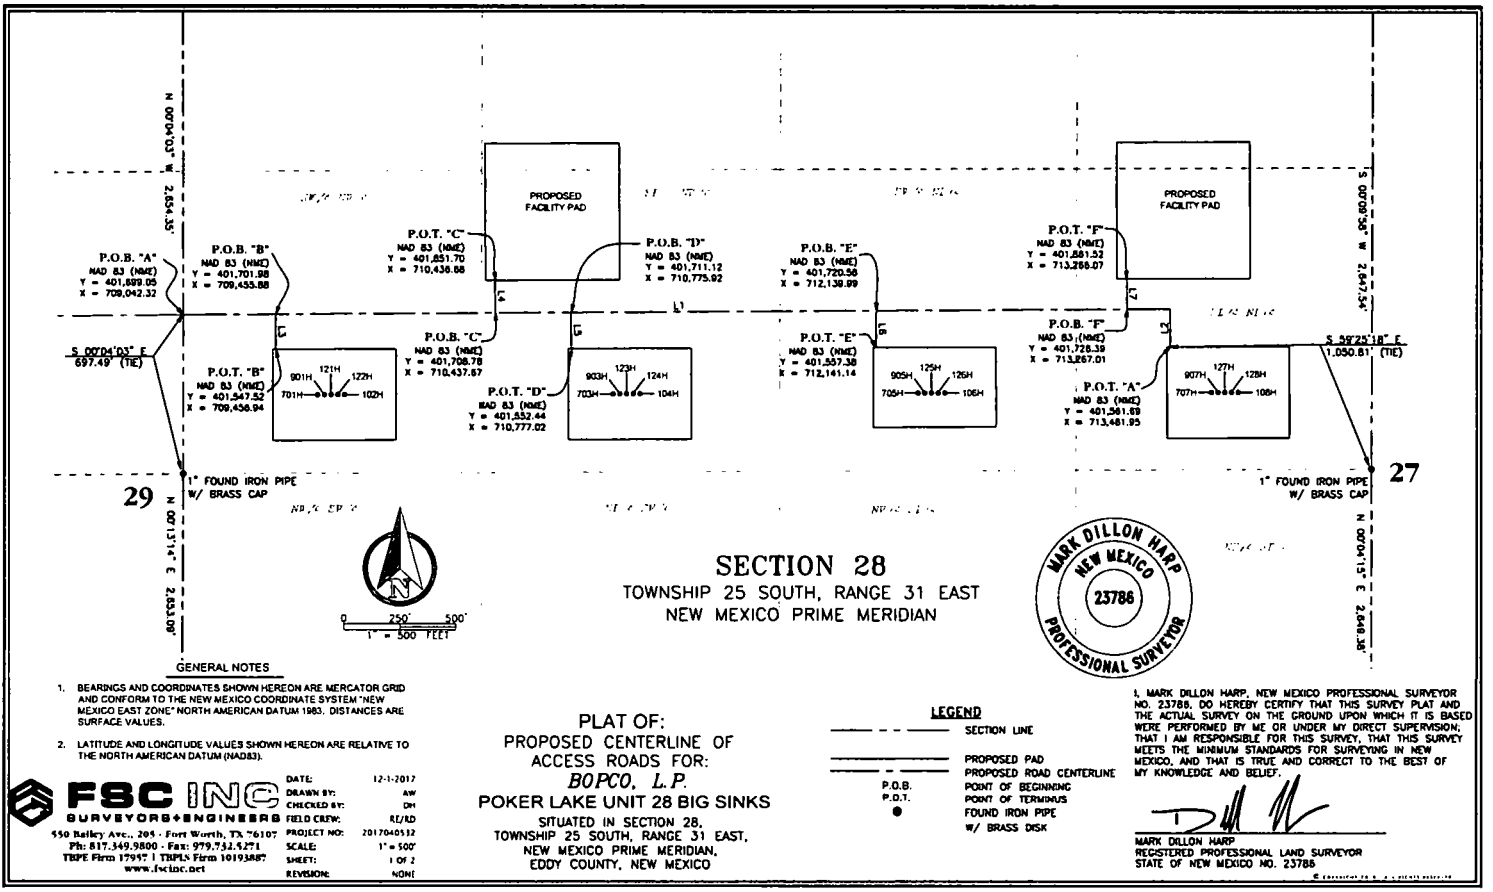 N 00°04'03" W 2,654.35'
PROPOSED
FACILITY PAD
PROPOSED
FACILITY PAD
S 00°09'58" W 2,647.54'
P.O.B. "A"
NAD 83 (NME)
Y = 401,699.05
X = 709,042.32
P.O.B. "B"
NAD 83 (NME)
Y = 401,701.98
X = 709,455.88
P.O.T. "C"
NAD 83 (NME)
Y = 401,851.70
X = 710,436.68
P.O.B. "D"
NAD 83 (NME)
Y = 401,711.12
X = 710,775.92
P.O.B. "E"
NAD 83 (NME)
Y = 401,720.56
X = 712,139.99
P.O.T. "F"
NAD 83 (NME)
Y = 401,881.52
X = 713,266.07
L4
L1
L7
L5
L6
S 00°04'03" E
697.49' (TIE)
P.O.T. "B"
NAD 83 (NME)
Y = 401,547.52
X = 709,456.94
P.O.B. "C"
NAD 83 (NME)
Y = 401,708.78
X = 710,437.67
P.O.T. "D"
NAD 83 (NME)
Y = 401,552.44
X = 710,777.02
P.O.T. "E"
NAD 83 (NME)
Y = 401,557.38
X = 712,141.14
P.O.B. "F"
NAD 83 (NME)
Y = 401,728.39
X = 713,267.01
P.O.T. "A"
NAD 83 (NME)
Y = 401,561.69
X = 713,461.95
S 59°25'18" E
1,050.81' (TIE)
901H 121H 122H
701H 102H
903H 123H 124H
703H 104H
905H 125H 126H
705H 106H
907H 127H 128H
707H 108H
29
1" FOUND IRON PIPE
W/ BRASS CAP
27
1" FOUND IRON PIPE
W/ BRASS CAP
N 00°13'14" E 2,653.09'
N 00°04'15" E 2,649.38'
N
0 250' 500'
1" = 500 FEET
SECTION 28
TOWNSHIP 25 SOUTH, RANGE 31 EAST
NEW MEXICO PRIME MERIDIAN
MARK DILLON HARP
NEW MEXICO
23786
PROFESSIONAL SURVEYOR
GENERAL NOTES
1. BEARINGS AND COORDINATES SHOWN HEREON ARE MERCATOR GRID
AND CONFORM TO THE NEW MEXICO COORDINATE SYSTEM "NEW
MEXICO EAST ZONE" NORTH AMERICAN DATUM 1983. DISTANCES ARE
SURFACE VALUES.
2. LATITUDE AND LONGITUDE VALUES SHOWN HEREON ARE RELATIVE TO
THE NORTH AMERICAN DATUM (NAD83).
FSC INC
SURVEYORS+ENGINEERS
550 Bailey Ave., 205 - Fort Worth, TX 76107
Ph: 817.349.9800 - Fax: 979.732.5271
TBPE Firm 17957 | TBPLS Firm 10193887
www.fscinc.net
DATE: 12-1-2017
DRAWN BY: AW
CHECKED BY: DH
FIELD CREW: RE/RD
PROJECT NO: 2017040532
SCALE: 1" = 500'
SHEET: 1 OF 2
REVISION: NONE
PLAT OF:
PROPOSED CENTERLINE OF
ACCESS ROADS FOR:
BOPCO, L.P.
POKER LAKE UNIT 28 BIG SINKS
SITUATED IN SECTION 28,
TOWNSHIP 25 SOUTH, RANGE 31 EAST,
NEW MEXICO PRIME MERIDIAN,
EDDY COUNTY, NEW MEXICO
LEGEND
SECTION LINE
PROPOSED PAD
PROPOSED ROAD CENTERLINE
P.O.B. POINT OF BEGINNING
P.O.T. POINT OF TERMINUS
FOUND IRON PIPE
W/ BRASS DISK
I, MARK DILLON HARP, NEW MEXICO PROFESSIONAL SURVEYOR
NO. 23786, DO HEREBY CERTIFY THAT THIS SURVEY PLAT AND
THE ACTUAL SURVEY ON THE GROUND UPON WHICH IT IS BASED
WERE PERFORMED BY ME OR UNDER MY DIRECT SUPERVISION;
THAT I AM RESPONSIBLE FOR THIS SURVEY, THAT THIS SURVEY
MEETS THE MINIMUM STANDARDS FOR SURVEYING IN NEW
MEXICO, AND THAT IS TRUE AND CORRECT TO THE BEST OF
MY KNOWLEDGE AND BELIEF.
MARK DILLON HARP
REGISTERED PROFESSIONAL LAND SURVEYOR
STATE OF NEW MEXICO NO. 23786